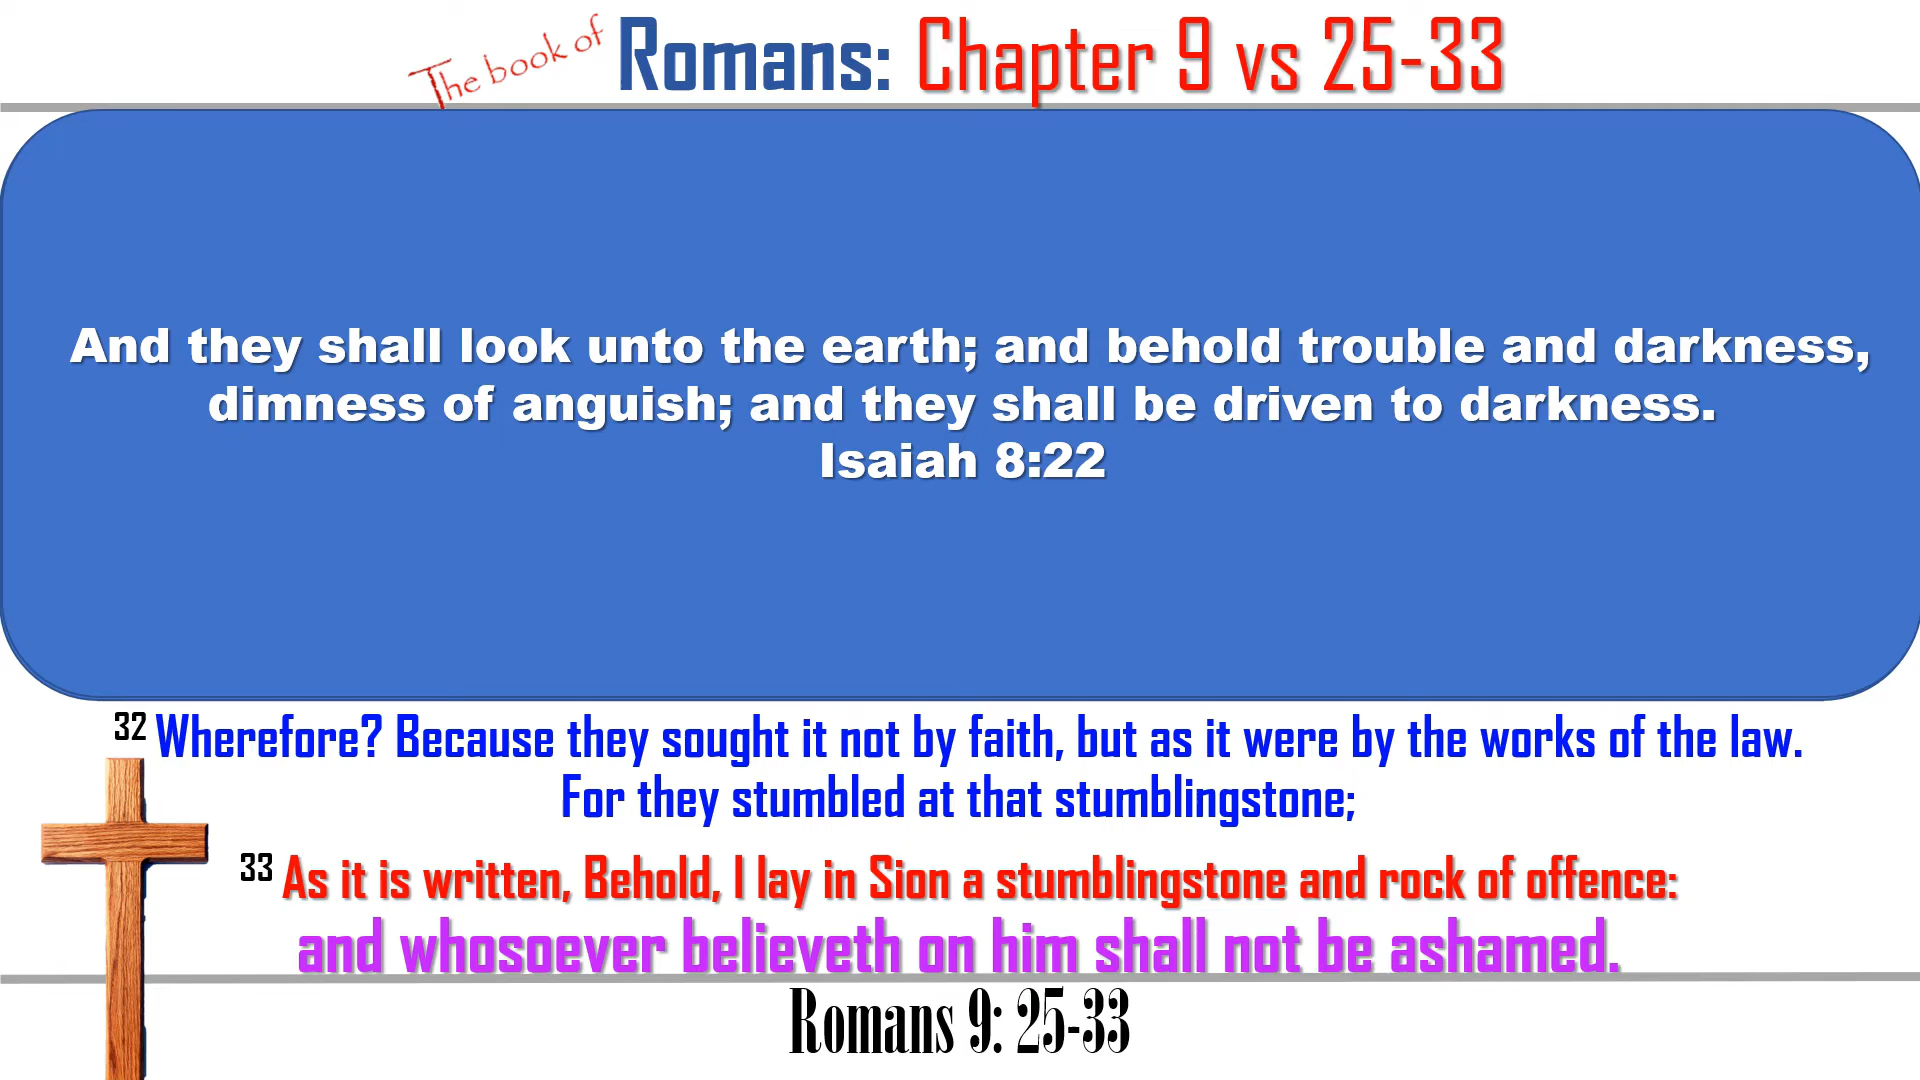 The book of Romans: Chapter 9 vs 25-33
And they shall look unto the earth; and behold trouble and darkness,
dimness of anguish; and they shall be driven to darkness.
Isaiah 8:22
32 Wherefore? Because they sought it not by faith, but as it were by the works of the law.
For they stumbled at that stumblingstone;
33 As it is written, Behold, I lay in Sion a stumblingstone and rock of offence:
and whosoever believeth on him shall not be ashamed.
Romans 9: 25-33